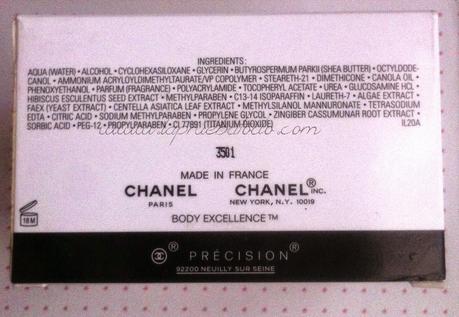 INGREDIENTS:
AQUA (WATER) • ALCOHOL • CYCLOHEXASILOXANE • GLYCERIN • BUTYROSPERMUM PARKII (SHEA BUTTER) • OCTYLDODE-
CANOL • AMMONIUM ACRYLOYLDIMETHYLTAURATE/VP COPOLYMER • STEARETH-21 • DIMETHICONE • CANOLA OIL •
PHENOXYETHANOL • PARFUM (FRAGRANCE) • POLYACRYLAMIDE • TOCOPHERYL ACETATE • UREA • GLUCOSAMINE HCL •
HIBISCUS ESCULENTUS SEED EXTRACT • METHYLPARABEN • C13-14 ISOPARAFFIN • LAURETH-7 • ALGAE EXTRACT •
FAEX (YEAST EXTRACT) • CENTELLA ASIATICA LEAF EXTRACT • METHYLSILANOL MANNURONATE • TETRASODIUM
EDTA • CITRIC ACID • SODIUM METHYLPARABEN • PROPYLENE GLYCOL • ZINGIBER CASSUMUNAR ROOT EXTRACT •
SORBIC ACID • PEG-12 • PROPYLPARABEN • CI 77891 (TITANIUM DIOXIDE) IL20A
3501
MADE IN FRANCE
CHANEL CHANEL® INC.
PARIS NEW YORK, N.Y. 10019
18 M
BODY EXCELLENCE™
® PRÉCISION®
92200 NEUILLY SUR SEINE